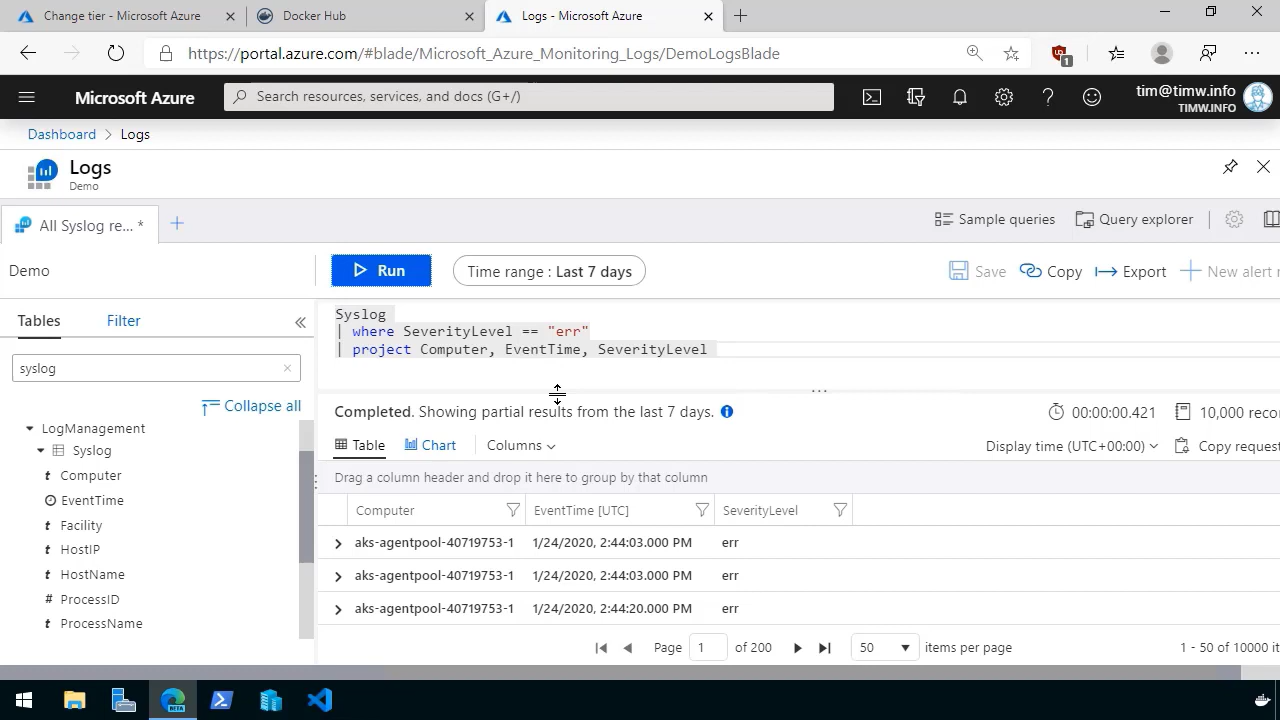 Change tier - Microsoft Azure
Docker Hub
Logs - Microsoft Azure
https://portal.azure.com/#blade/Microsoft_Azure_Monitoring_Logs/DemoLogsBlade
1
Microsoft Azure
Search resources, services, and docs (G+/)
tim@timw.info
TIMW.INFO
Dashboard > Logs
Logs
Demo
All Syslog re... *
Sample queries
Query explorer
Demo
Run
Time range : Last 7 days
Save
Copy
Export
New alert r
Tables
Filter
Syslog
| where SeverityLevel == "err"
| project Computer, EventTime, SeverityLevel
syslog
Collapse all
LogManagement
Syslog
t Computer
EventTime
t Facility
t HostIP
t HostName
# ProcessID
t ProcessName
Completed. Showing partial results from the last 7 days.
00:00:00.421
10,000 recor
Table
Chart
Columns
Display time (UTC+00:00)
Copy request
Drag a column header and drop it here to group by that column
Computer EventTime [UTC] SeverityLevel
aks-agentpool-40719753-1 1/24/2020, 2:44:03.000 PM err
aks-agentpool-40719753-1 1/24/2020, 2:44:03.000 PM err
aks-agentpool-40719753-1 1/24/2020, 2:44:20.000 PM err
Page 1 of 200
50 items per page
1 - 50 of 10000 it
BETA